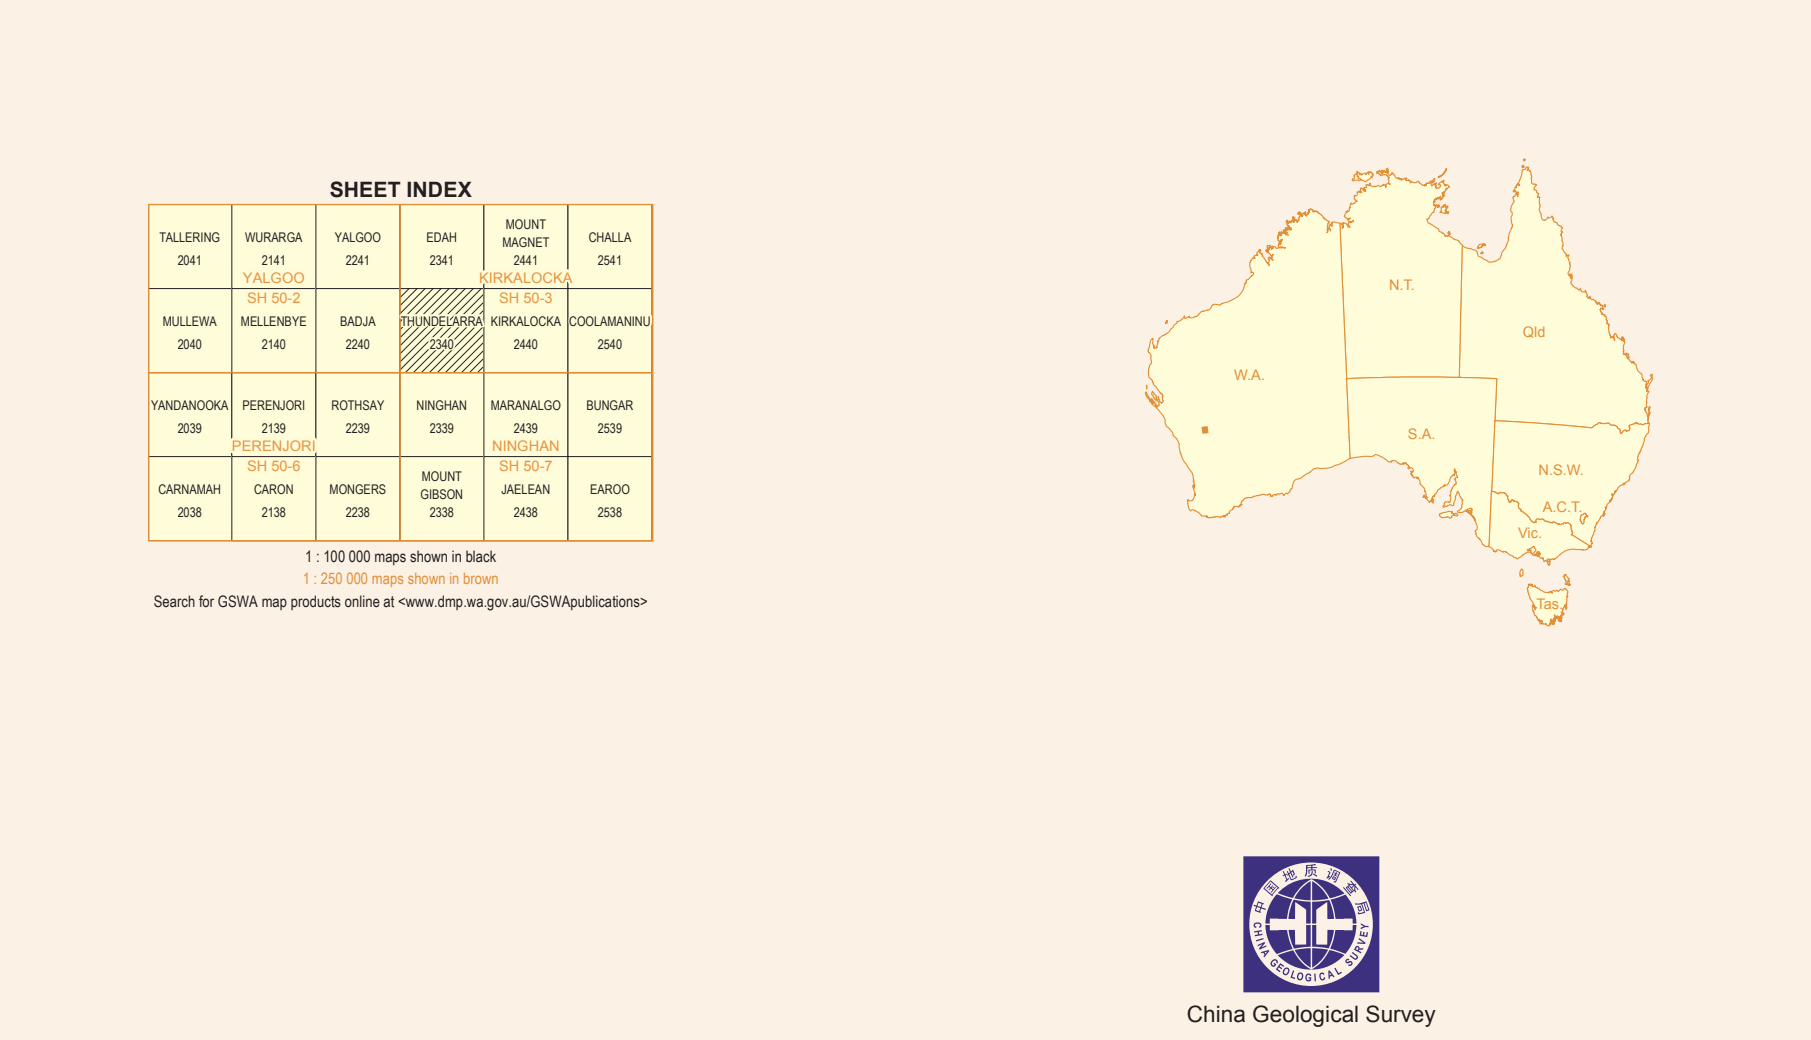 SHEET INDEX
TALLERING
2041
WURARGA
2141
YALGOO
2241
EDAH
2341
MOUNT
MAGNET
2441
CHALLA
2541
YALGOO
SH 50-2
KIRKALOCKA
SH 50-3
MULLEWA
2040
MELLENBYE
2140
BADJA
2240
THUNDELARRA
2340
KIRKALOCKA
2440
COOLAMANINU
2540
YANDANOOKA
2039
PERENJORI
2139
ROTHSAY
2239
NINGHAN
2339
MARANALGO
2439
BUNGAR
2539
PERENJORI
SH 50-6
NINGHAN
SH 50-7
CARNAMAH
2038
CARON
2138
MONGERS
2238
MOUNT
GIBSON
2338
JAELEAN
2438
EAROO
2538
1 : 100 000 maps shown in black
1 : 250 000 maps shown in brown
Search for GSWA map products online at <www.dmp.wa.gov.au/GSWApublications>
N.T.
Qld
W.A.
S.A.
N.S.W.
A.C.T.
Vic.
Tas.
中国地质调查局
CHINA GEOLOGICAL SURVEY
China Geological Survey